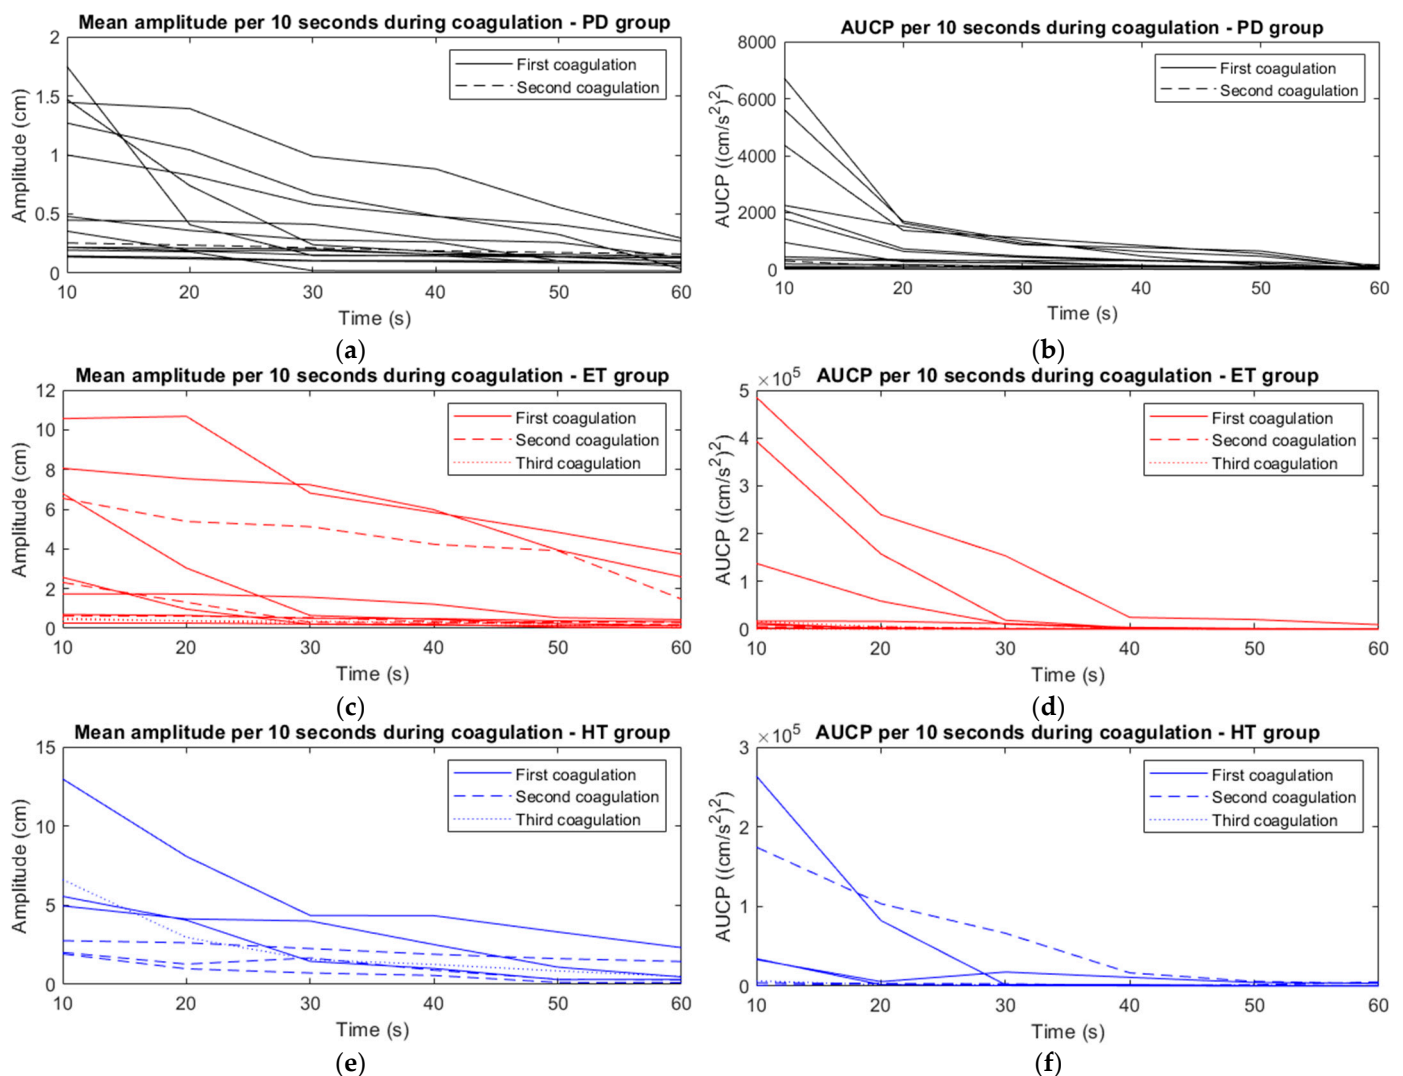 Mean amplitude per 10 seconds during coagulation - PD group
2
1.5
1
0.5
0
Amplitude (cm)
First coagulation
Second coagulation
10 20 30 40 50 60
Time (s)
(a)
AUCP per 10 seconds during coagulation - PD group
8000
6000
4000
2000
0
AUCP ((cm/s²)²)
First coagulation
Second coagulation
10 20 30 40 50 60
Time (s)
(b)
Mean amplitude per 10 seconds during coagulation - ET group
12
10
8
6
4
2
0
Amplitude (cm)
First coagulation
Second coagulation
Third coagulation
10 20 30 40 50 60
Time (s)
(c)
AUCP per 10 seconds during coagulation - ET group
×10⁵
5
4
3
2
1
0
AUCP ((cm/s²)²)
First coagulation
Second coagulation
Third coagulation
10 20 30 40 50 60
Time (s)
(d)
Mean amplitude per 10 seconds during coagulation - HT group
15
10
5
0
Amplitude (cm)
First coagulation
Second coagulation
Third coagulation
10 20 30 40 50 60
Time (s)
(e)
AUCP per 10 seconds during coagulation - HT group
×10⁵
3
2
1
0
AUCP ((cm/s²)²)
First coagulation
Second coagulation
Third coagulation
10 20 30 40 50 60
Time (s)
(f)